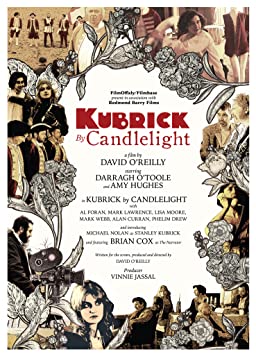 FilmOffaly/Filmbase
present in association with
Redmond Barry Films
KUBRICK
By Candlelight
a film by
DAVID O'REILLY
starring
DARRAGH O'TOOLE
and AMY HUGHES
in KUBRICK by CANDLELIGHT
with
AL FORAN, MARK LAWRENCE, LISA MOORE,
MARK WEBB, ALAN CURRAN, PHELIM DREW
and introducing
MICHAEL NOLAN as STANLEY KUBRICK
and featuring BRIAN COX as The Narrator
Written for the screen, produced and directed by
DAVID O'REILLY
Producer
VINNIE JASSAL